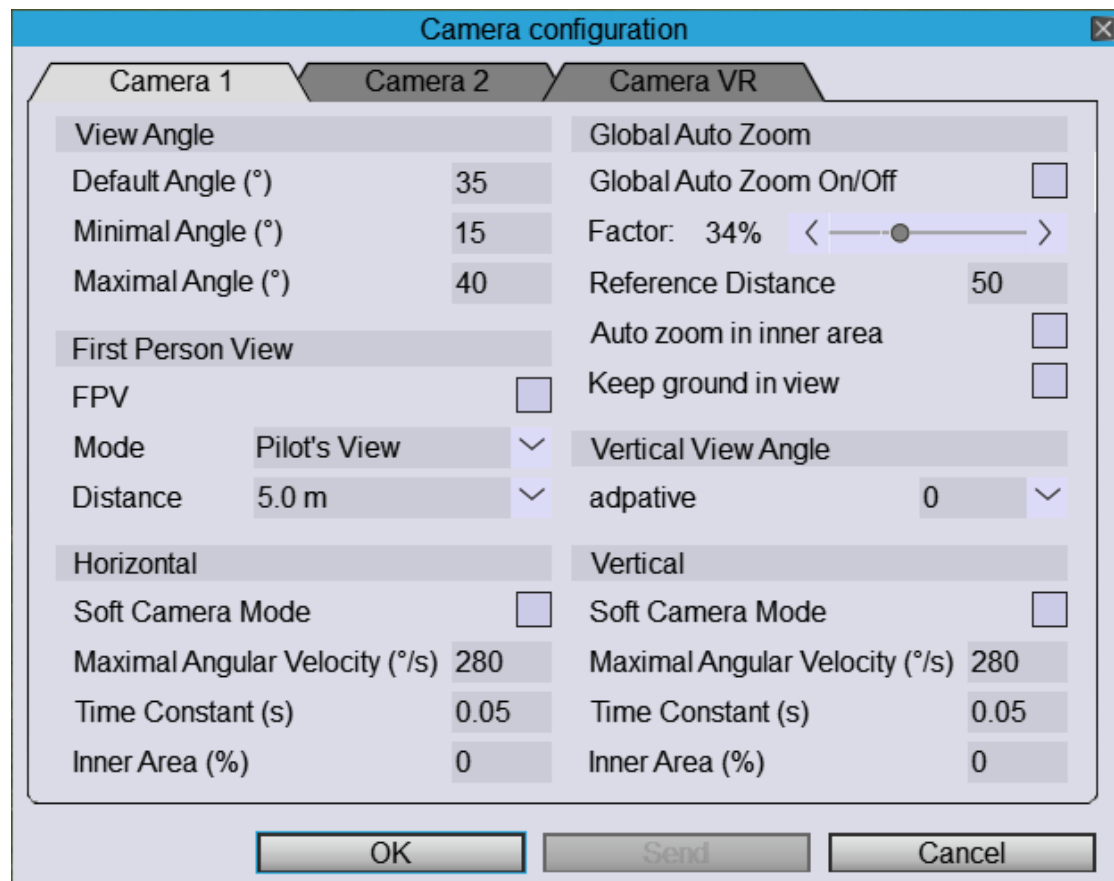 Camera configuration
Camera 1 Camera 2 Camera VR
View Angle
Default Angle (°) 35
Minimal Angle (°) 15
Maximal Angle (°) 40
First Person View
FPV
Mode Pilot's View
Distance 5.0 m
Horizontal
Soft Camera Mode
Maximal Angular Velocity (°/s) 280
Time Constant (s) 0.05
Inner Area (%) 0
Global Auto Zoom
Global Auto Zoom On/Off
Factor: 34%
Reference Distance 50
Auto zoom in inner area
Keep ground in view
Vertical View Angle
adpative 0
Vertical
Soft Camera Mode
Maximal Angular Velocity (°/s) 280
Time Constant (s) 0.05
Inner Area (%) 0
OK Send Cancel